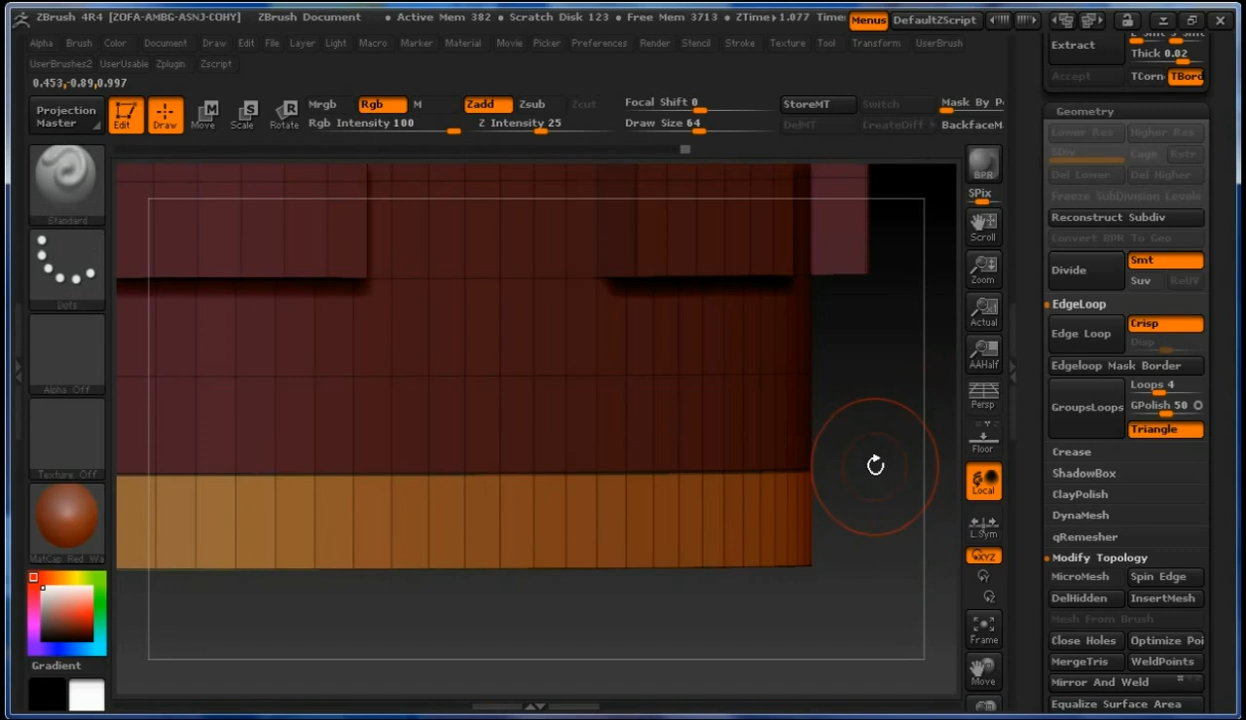 ZBrush 4R4 [ZOFA-AMBG-ASNJ-COHY] ZBrush Document • Active Mem 382 • Scratch Disk 123 • Free Mem 3713 • ZTime▸1.077 Time: Menus DefaultZScript
Alpha Brush Color Document Draw Edit File Layer Light Macro Marker Material Movie Picker Preferences Render Stencil Stroke Texture Tool Transform UserBrush
UserBrushes2 UserUsable Zplugin Zscript
0.453,-0.89,0.997
Projection Master
Edit Draw Move Scale Rotate
Mrgb Rgb M
Rgb Intensity 100
Zadd Zsub Zcut
Z Intensity 25
Focal Shift 0
Draw Size 64
StoreMT Switch
DelMT CreateDiff
Mask By P
BackfaceM
Standard
Dots
Alpha Off
Texture Off
MatCap Red Wa
Gradient
BPR
SPix
Scroll
Zoom
Actual
AAHalf
Persp
Floor
Local
L.Sym
XYZ
Y
Z
Frame
Move
Extract
Thick 0.02
Accept TCorn TBord
Geometry
Lower Res Higher Res
SDiv Cage Rstr
Del Lower Del Higher
Freeze SubDivision Levels
Reconstruct Subdiv
Convert BPR To Geo
Divide Smt
Suv ReUV
EdgeLoop
Edge Loop Crisp
Disp
Edgeloop Mask Border
GroupsLoops Loops 4
GPolish 50
Triangle
Crease
ShadowBox
ClayPolish
DynaMesh
qRemesher
Modify Topology
MicroMesh Spin Edge
DelHidden InsertMesh
Mesh From Brush
Close Holes Optimize Poi
MergeTris WeldPoints
Mirror And Weld
Equalize Surface Area